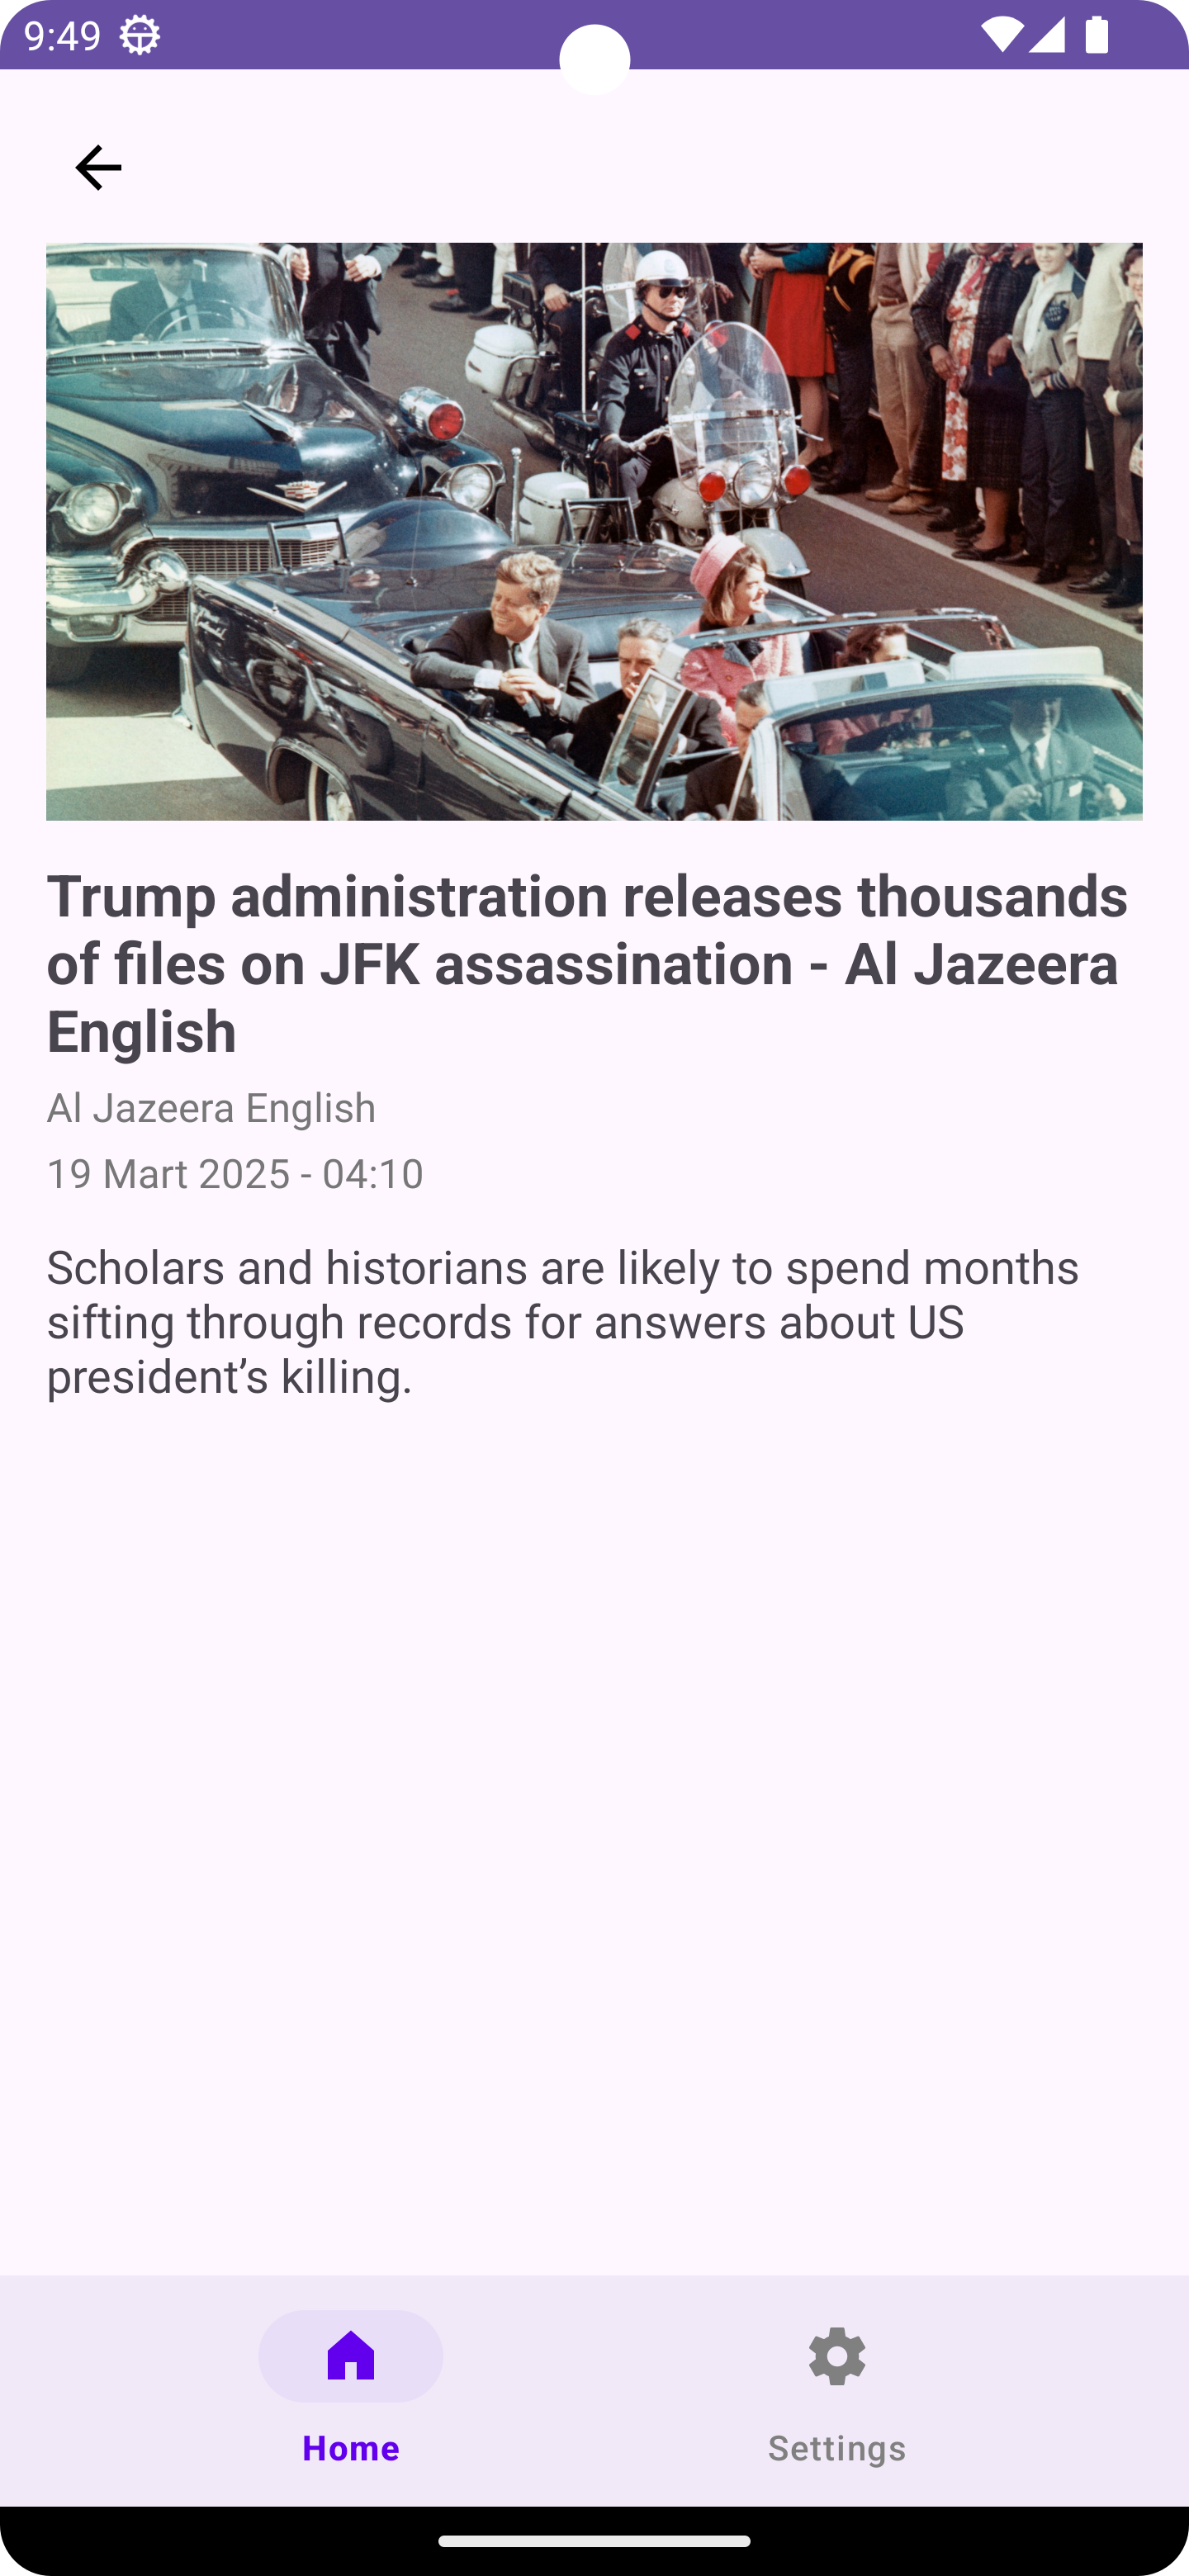 9:49
Trump administration releases thousands
of files on JFK assassination - Al Jazeera
English
Al Jazeera English
19 Mart 2025 - 04:10
Scholars and historians are likely to spend months
sifting through records for answers about US
president’s killing.
Home
Settings